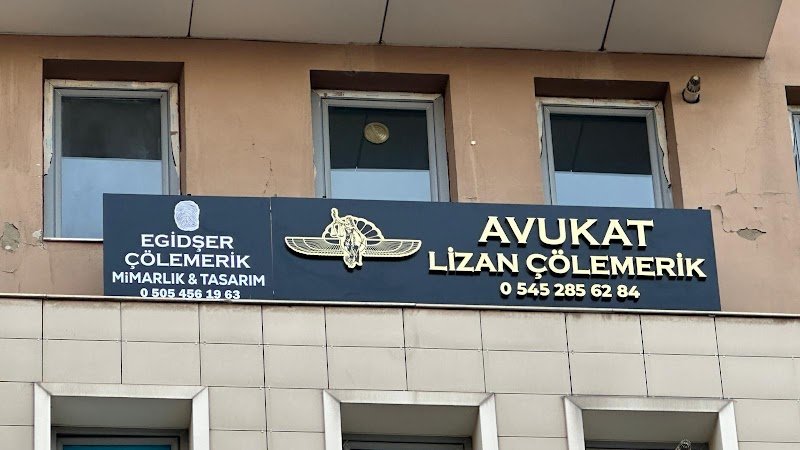 EGİDŞER
ÇÖLEMERİK
MİMARLIK & TASARIM
0 505 456 19 63
AVUKAT
LİZAN ÇÖLEMERİK
0 545 285 62 84